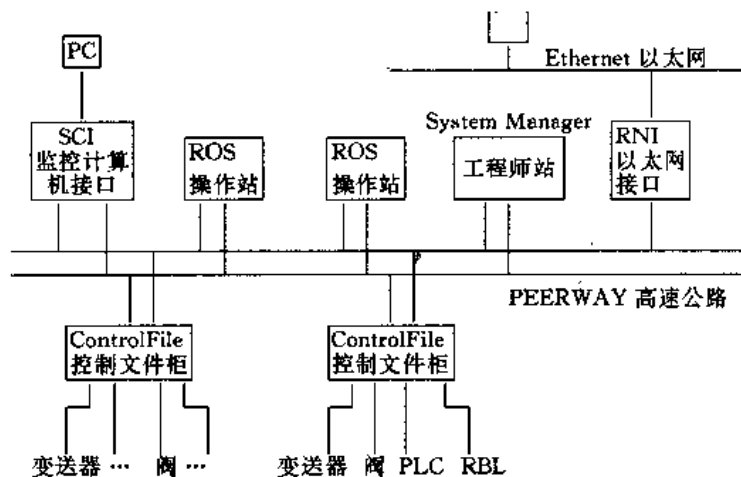 PC
Ethernet 以太网
SCI
监控计算
机接口
ROS
操作站
ROS
操作站
System Manager
工程师站
RNI
以太网
接口
PEERWAY 高速公路
ControlFile
控制文件柜
ControlFile
控制文件柜
变送器 … 阀 …
变送器 阀 PLC RBL